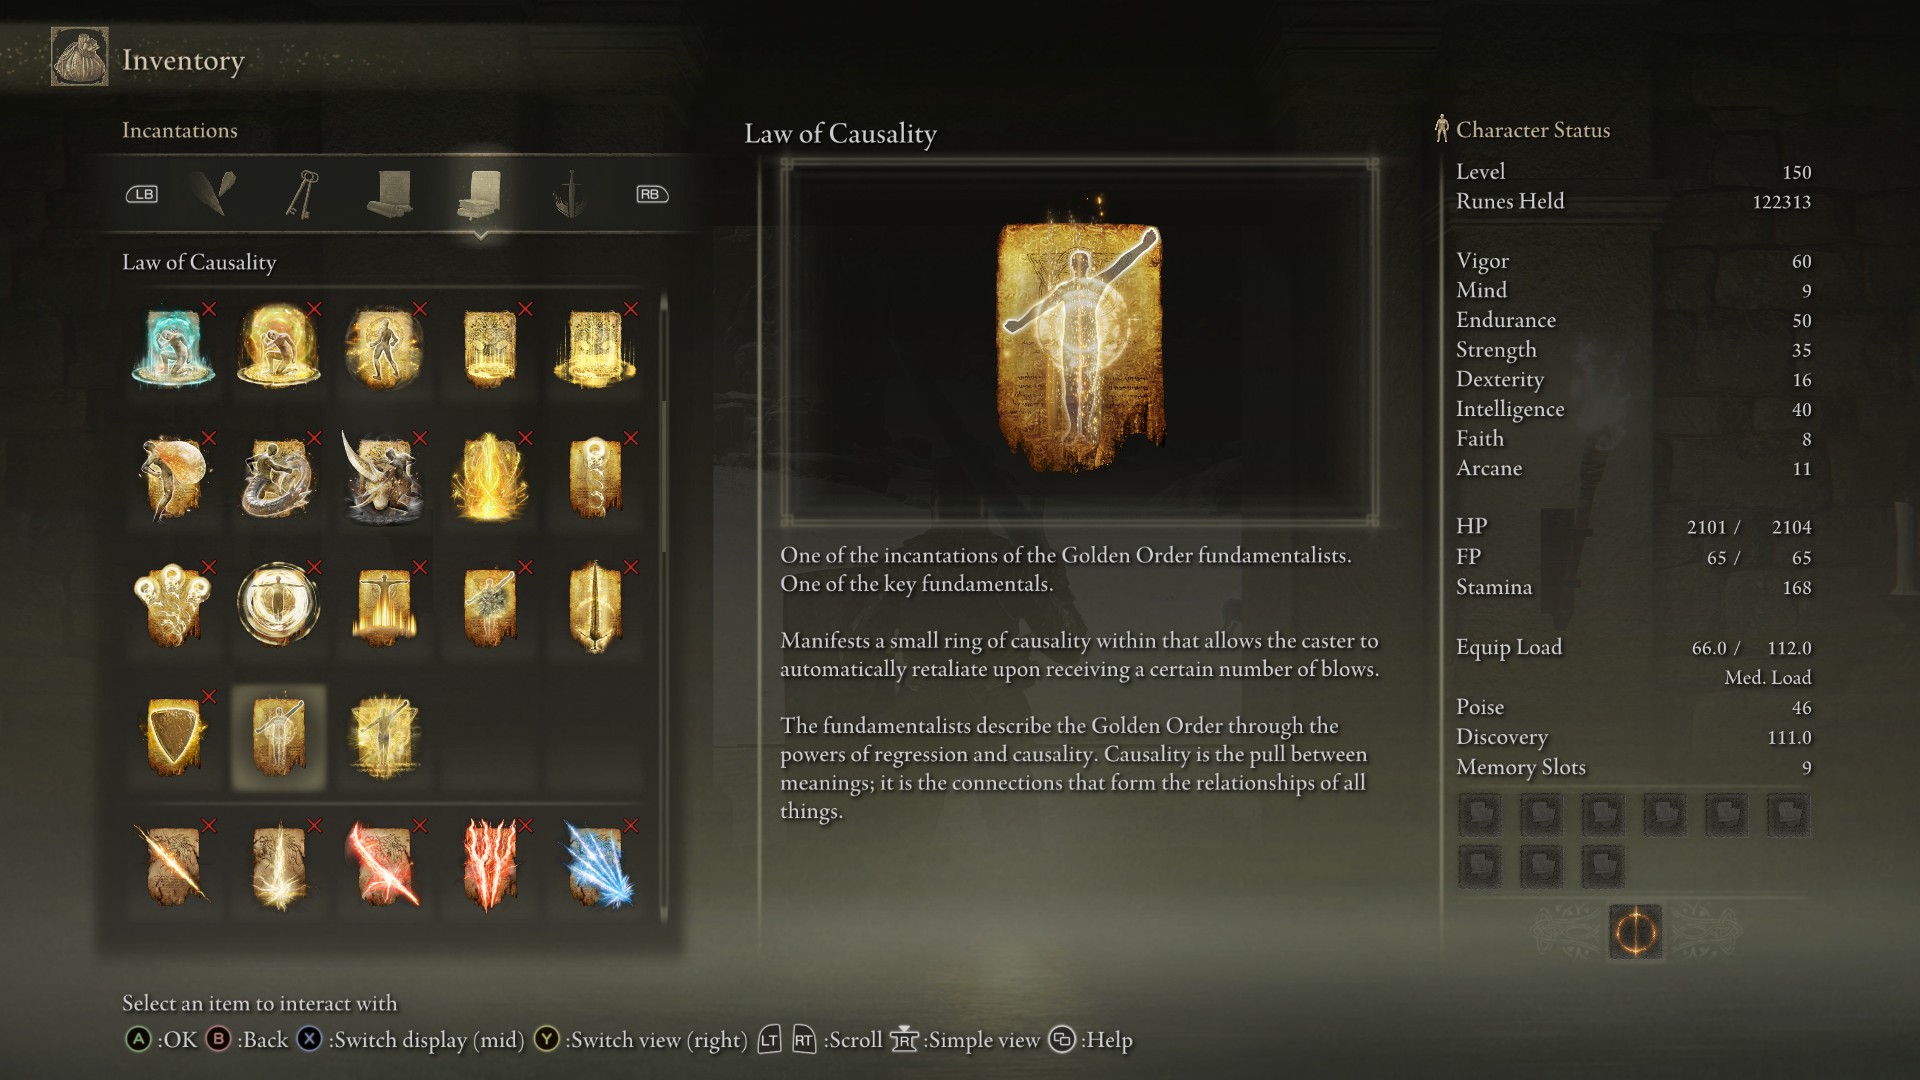 Inventory
Incantations
LB
RB
Law of Causality
Law of Causality
One of the incantations of the Golden Order fundamentalists.
One of the key fundamentals.
Manifests a small ring of causality within that allows the caster to
automatically retaliate upon receiving a certain number of blows.
The fundamentalists describe the Golden Order through the
powers of regression and causality. Causality is the pull between
meanings; it is the connections that form the relationships of all
things.
Character Status
Level 150
Runes Held 122313
Vigor 60
Mind 9
Endurance 50
Strength 35
Dexterity 16
Intelligence 40
Faith 8
Arcane 11
HP 2101 / 2104
FP 65 / 65
Stamina 168
Equip Load 66.0 / 112.0
Med. Load
Poise 46
Discovery 111.0
Memory Slots 9
Select an item to interact with
A :OK B :Back X :Switch display (mid) Y :Switch view (right) LT RT :Scroll R :Simple view :Help